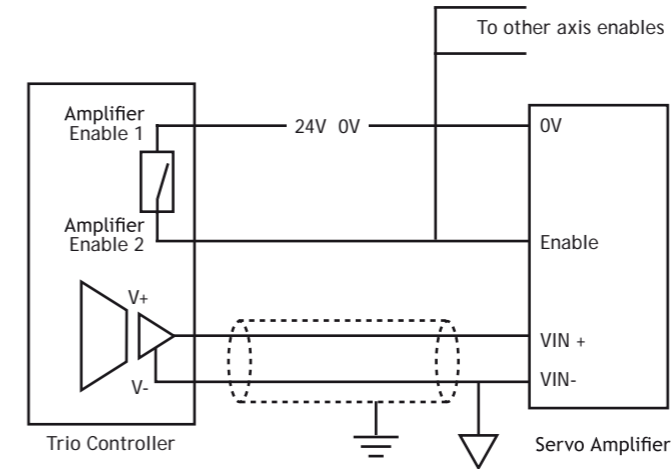 To other axis enables
Amplifier
Enable 1
24V 0V
0V
Amplifier
Enable 2
Enable
V+
VIN +
V-
VIN-
Trio Controller
Servo Amplifier